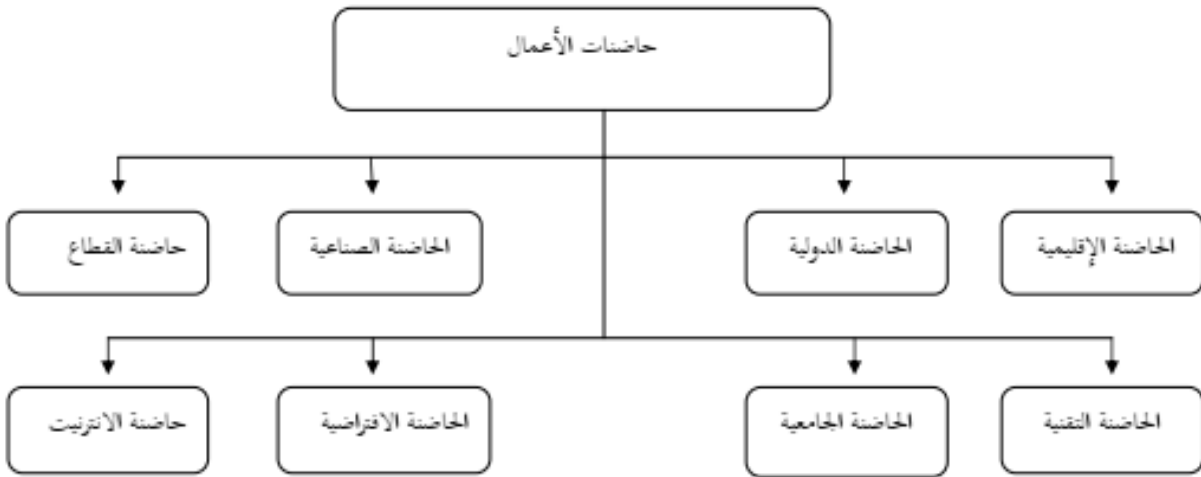 حاضنات الأعمال
الحاضنة الإقليمية
الحاضنة الدولية
الحاضنة الصناعية
حاضنة القطاع
الحاضنة التقنية
الحاضنة الجامعية
الحاضنة الافتراضية
حاضنة الانترنيت